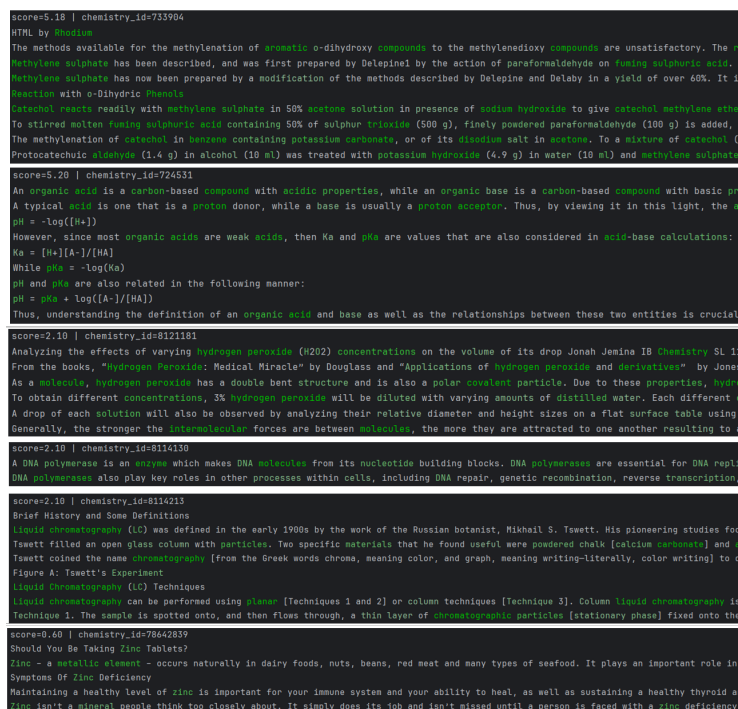 score=5.18 | chemistry_id=733904
HTML by Rhodium
The methods available for the methylenation of aromatic o-dihydroxy compounds to the methylenedioxy compounds are unsatisfactory. The
Methylene sulphate has been described, and was first prepared by Delepine1 by the action of paraformaldehyde on fuming sulphuric acid.
Methylene sulphate has now been prepared by a modification of the methods described by Delepine and Delaby in a yield of over 60%. It
Reaction with o-Dihydric Phenols
Catechol reacts readily with methylene sulphate in 50% acetone solution in presence of sodium hydroxide to give catechol methylene
To stirred molten fuming sulphuric acid containing 50% of sulphur trioxide (500 g), finely powdered paraformaldehyde (100 g) is added,
The methylenation of catechol in benzene containing potassium carbonate, or of its disodium salt in acetone. To a mixture of catechol (
Protocatechuic aldehyde (1.4 g) in alcohol (10 ml) was treated with potassium hydroxide (4.9 g) in water (10 ml) and methylene sulphate
score=5.20 | chemistry_id=724531
An organic acid is a carbon-based compound with acidic properties, while an organic base is a carbon-based compound with basic
A typical acid is one that is a proton donor, while a base is usually a proton acceptor. Thus, by viewing it in this light, the
pH = -log([H+])
However, since most organic acids are weak acids, then Ka and pKa are values that are also considered in acid-base calculations:
Ka = [H+][A-]/[HA]
While pKa = -log(Ka)
pH and pKa are also related in the following manner:
pH = pKa + log([A-]/[HA])
Thus, understanding the definition of an organic acid and base as well as the relationships between these two entities is crucial
score=2.10 | chemistry_id=8121181
Analyzing the effects of varying hydrogen peroxide (H2O2) concentrations on the volume of its drop Jonah Jemina IB Chemistry SL
From the books, “Hydrogen Peroxide: Medical Miracle” by Douglass and “Applications of hydrogen peroxide and derivatives” by
As a molecule, hydrogen peroxide has a double bent structure and is also a polar covalent particle. Due to these properties,
To obtain different concentrations, 3% hydrogen peroxide will be diluted with varying amounts of distilled water. Each different
A drop of each solution will also be observed by analyzing their relative diameter and height sizes on a flat surface table using
Generally, the stronger the intermolecular forces are between molecules, the more they are attracted to one another resulting to
score=2.10 | chemistry_id=8114130
A DNA polymerase is an enzyme which makes DNA molecules from its nucleotide building blocks. DNA polymerases are essential for DNA
DNA polymerases also play key roles in other processes within cells, including DNA repair, genetic recombination, reverse transcription,
score=2.10 | chemistry_id=8114213
Brief History and Some Definitions
Liquid chromatography (LC) was defined in the early 1900s by the work of the Russian botanist, Mikhail S. Tswett. His pioneering studies
Tswett filled an open glass column with particles. Two specific materials that he found useful were powdered chalk [calcium carbonate] and
Tswett coined the name chromatography [from the Greek words chroma, meaning color, and graph, meaning writing—literally, color writing] to
Figure A: Tswett's Experiment
Liquid Chromatography (LC) Techniques
Liquid chromatography can be performed using planar [Techniques 1 and 2] or column techniques [Technique 3]. Column liquid chromatography is
Technique 1. The sample is spotted onto, and then flows through, a thin layer of chromatographic particles [stationary phase] fixed onto the
score=0.60 | chemistry_id=78642839
Should You Be Taking Zinc Tablets?
Zinc – a metallic element – occurs naturally in dairy foods, nuts, beans, red meat and many types of seafood. It plays an important role in
Symptoms Of Zinc Deficiency
Maintaining a healthy level of zinc is important for your immune system and your ability to heal, as well as sustaining a healthy thyroid
Zinc isn't a mineral people think too closely about. It simply does its job and isn't missed until a person is faced with a zinc deficiency